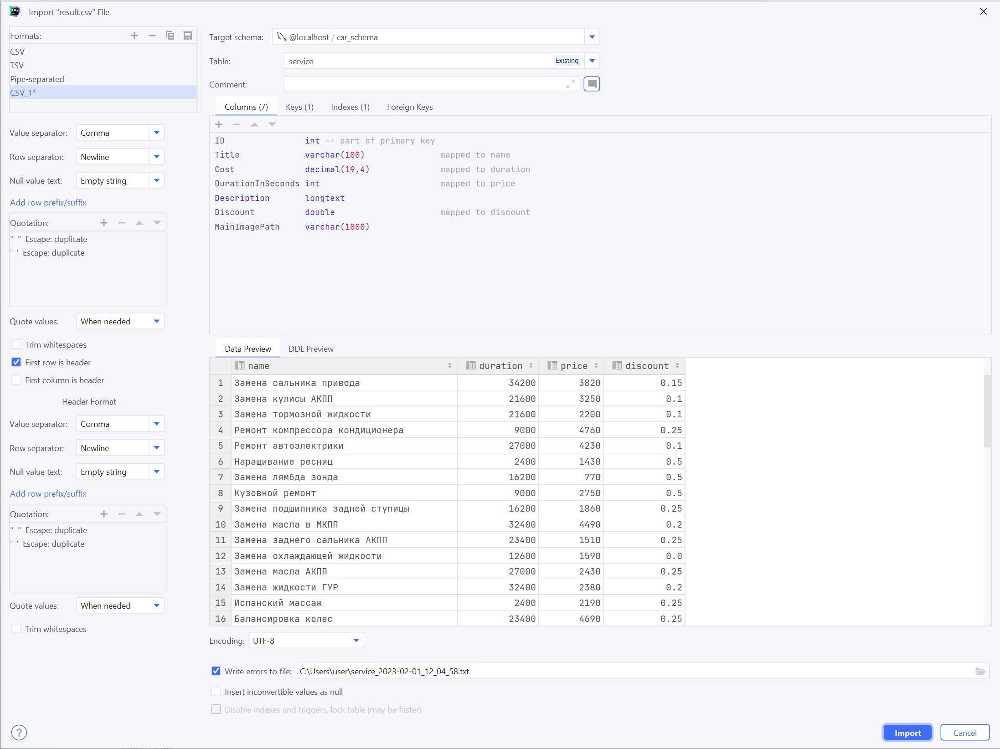 Import "result.csv" File
Formats:
CSV
TSV
Pipe-separated
CSV_1*
Value separator: Comma
Row separator: Newline
Null value text: Empty string
Add row prefix/suffix
Quotation:
" " Escape: duplicate
' ' Escape: duplicate
Quote values: When needed
Trim whitespaces
First row is header
First column is header
Header Format
Value separator: Comma
Row separator: Newline
Null value text: Empty string
Add row prefix/suffix
Quotation:
" " Escape: duplicate
' ' Escape: duplicate
Quote values: When needed
Trim whitespaces
Target schema: @localhost / car_schema
Table: service Existing
Comment:
Columns (7) Keys (1) Indexes (1) Foreign Keys
ID int -- part of primary key
Title varchar(100) mapped to name
Cost decimal(19,4) mapped to duration
DurationInSeconds int mapped to price
Description longtext
Discount double mapped to discount
MainImagePath varchar(1000)
Data Preview DDL Preview
name duration price discount
1 Замена сальника привода 34200 3820 0.15
2 Замена кулисы АКПП 21600 3250 0.1
3 Замена тормозной жидкости 21600 2200 0.1
4 Ремонт компрессора кондиционера 9000 4760 0.25
5 Ремонт автоэлектрики 27000 4230 0.1
6 Наращивание ресниц 2400 1430 0.5
7 Замена лямбда зонда 16200 770 0.5
8 Кузовной ремонт 9000 2750 0.5
9 Замена подшипника задней ступицы 16200 1860 0.25
10 Замена масла в МКПП 32400 4490 0.2
11 Замена заднего сальника АКПП 23400 1510 0.25
12 Замена охлаждающей жидкости 12600 1590 0.0
13 Замена масла АКПП 27000 2430 0.25
14 Замена жидкости ГУР 32400 2380 0.2
15 Испанский массаж 2400 2190 0.25
16 Балансировка колес 23400 4690 0.25
Encoding: UTF-8
Write errors to file: C:\Users\user\service_2023-02-01_12_04_58.txt
Insert inconvertible values as null
Disable indexes and triggers, lock table (may be faster)
? Import Cancel